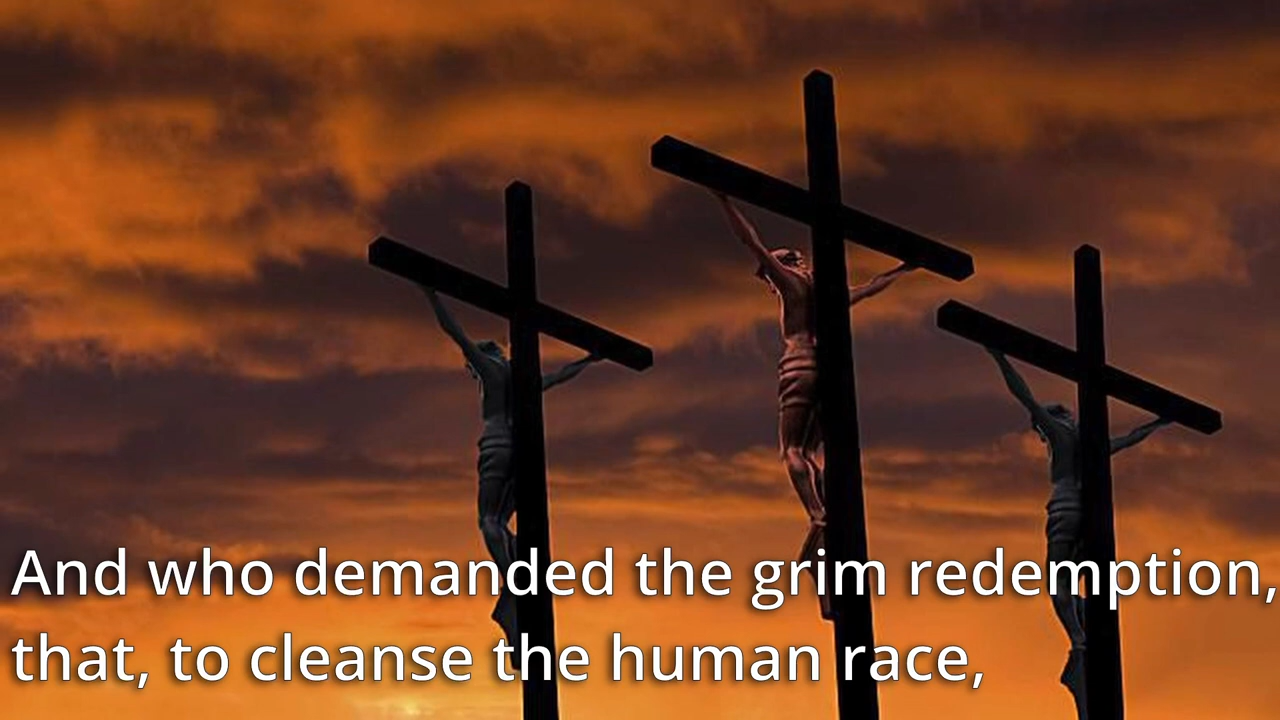 And who demanded the grim redemption,
that, to cleanse the human race,